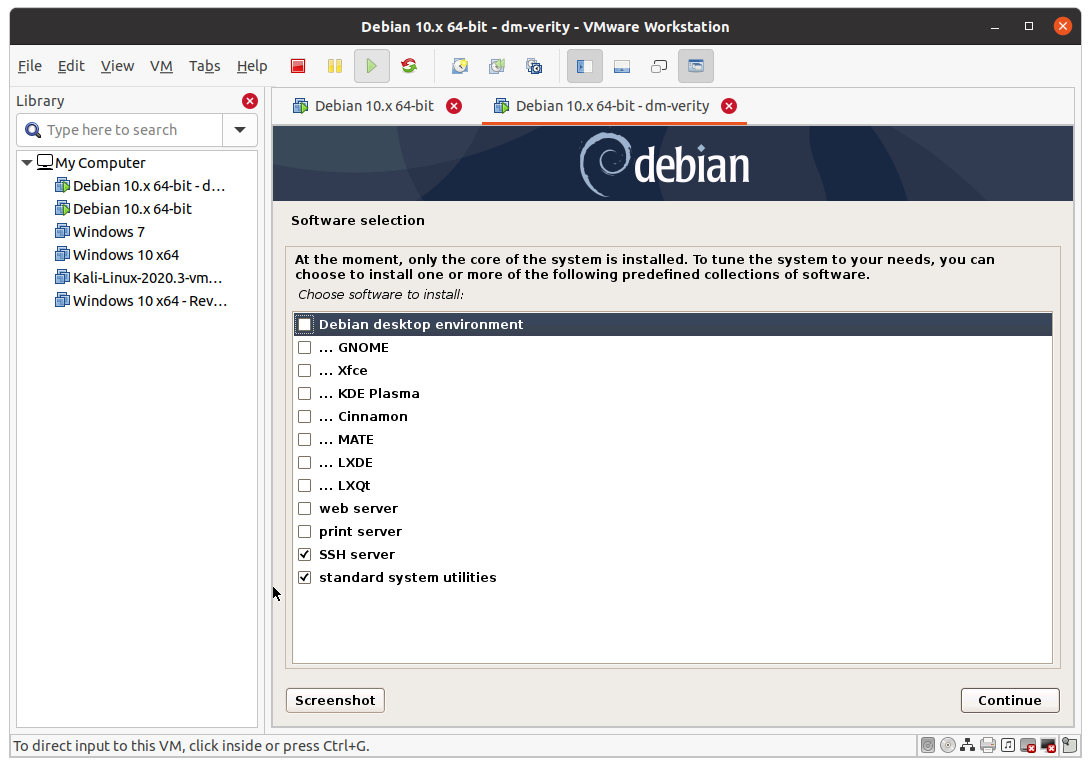 Debian 10.x 64-bit - dm-verity - VMware Workstation
File Edit View VM Tabs Help
Library
Type here to search
My Computer
Debian 10.x 64-bit - d...
Debian 10.x 64-bit
Windows 7
Windows 10 x64
Kali-Linux-2020.3-vm...
Windows 10 x64 - Rev...
Debian 10.x 64-bit
Debian 10.x 64-bit - dm-verity
debian
Software selection
At the moment, only the core of the system is installed. To tune the system to your needs, you can
choose to install one or more of the following predefined collections of software.
Choose software to install:
Debian desktop environment
... GNOME
... Xfce
... KDE Plasma
... Cinnamon
... MATE
... LXDE
... LXQt
web server
print server
SSH server
standard system utilities
Screenshot
Continue
To direct input to this VM, click inside or press Ctrl+G.